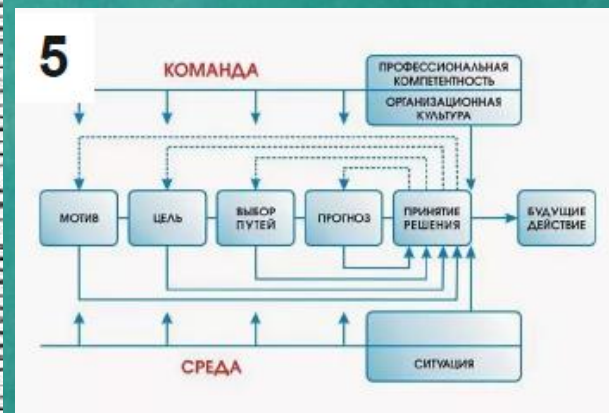 5
КОМАНДА
ПРОФЕССИОНАЛЬНАЯ
КОМПЕТЕНТНОСТЬ
ОРГАНИЗАЦИОННАЯ
КУЛЬТУРА
МОТИВ
ЦЕЛЬ
ВЫБОР
ПУТЕЙ
ПРОГНОЗ
ПРИНЯТИЕ
РЕШЕНИЯ
БУДУЩИЕ
ДЕЙСТВИЕ
СРЕДА
СИТУАЦИЯ